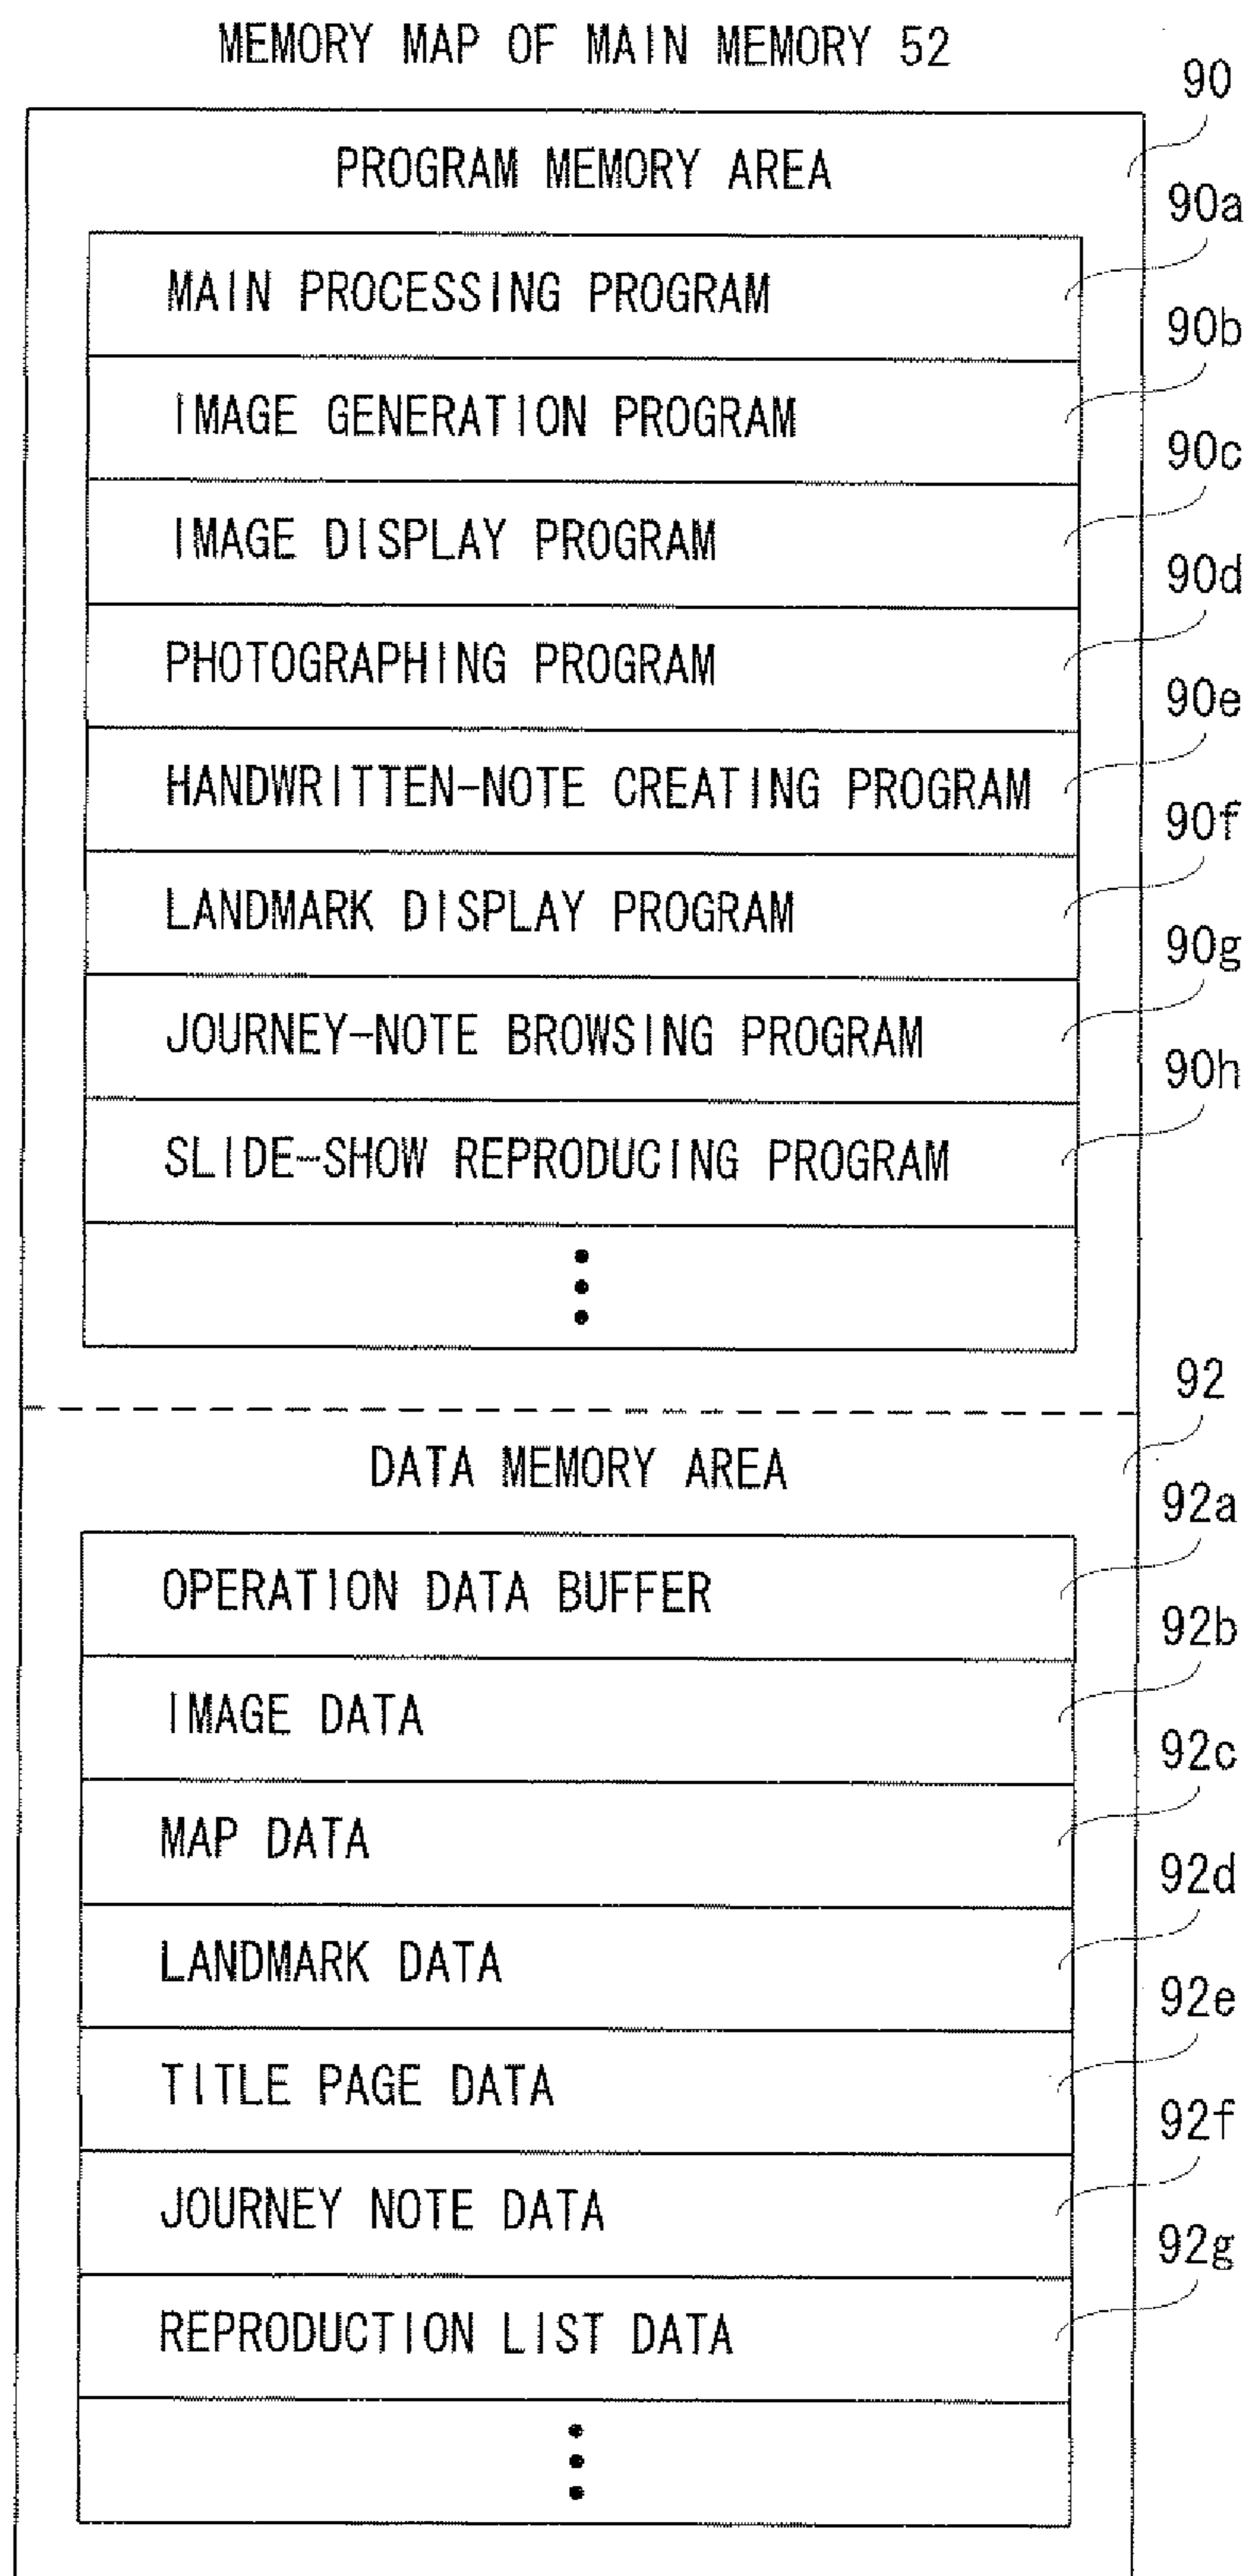 MEMORY MAP OF MAIN MEMORY 52
90
PROGRAM MEMORY AREA
90a
MAIN PROCESSING PROGRAM
90b
IMAGE GENERATION PROGRAM
90c
IMAGE DISPLAY PROGRAM
90d
PHOTOGRAPHING PROGRAM
90e
HANDWRITTEN-NOTE CREATING PROGRAM
90f
LANDMARK DISPLAY PROGRAM
90g
JOURNEY-NOTE BROWSING PROGRAM
90h
SLIDE-SHOW REPRODUCING PROGRAM
92
DATA MEMORY AREA
92a
OPERATION DATA BUFFER
92b
IMAGE DATA
92c
MAP DATA
92d
LANDMARK DATA
92e
TITLE PAGE DATA
92f
JOURNEY NOTE DATA
92g
REPRODUCTION LIST DATA